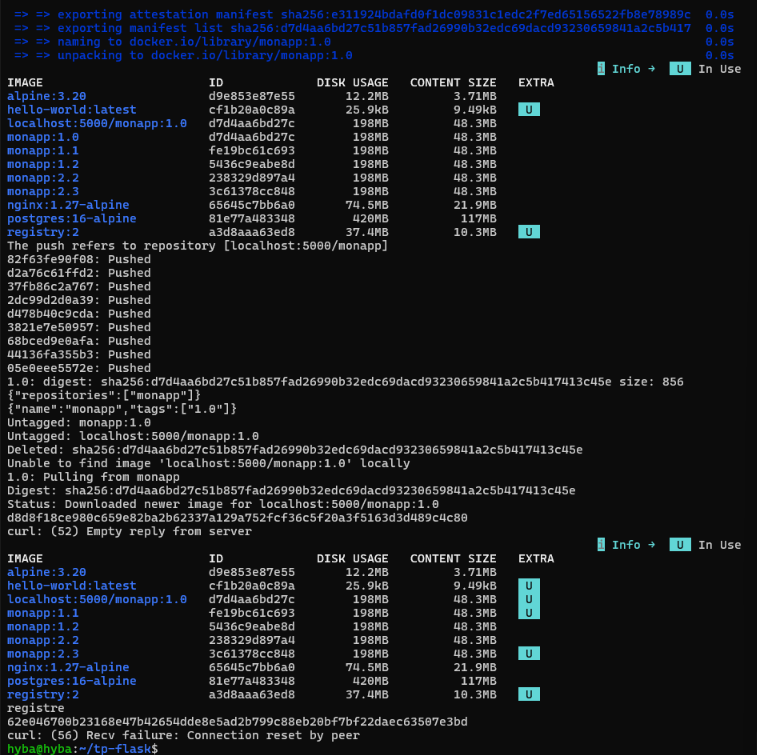 => => exporting attestation manifest sha256:e311924bdafd0f1dc09831c1edc2f7ed65156522fb8e78989c 0.0s
=> => exporting manifest list sha256:d7d4aa6bd27c51b857fad26990b32edc69dacd93230659841a2c5b417 0.0s
=> => naming to docker.io/library/monapp:1.0 0.0s
=> => unpacking to docker.io/library/monapp:1.0 0.0s
i Info → U In Use
IMAGE ID DISK USAGE CONTENT SIZE EXTRA
alpine:3.20 d9e853e87e55 12.2MB 3.71MB
hello-world:latest cf1b20a0c89a 25.9kB 9.49kB U
localhost:5000/monapp:1.0 d7d4aa6bd27c 198MB 48.3MB
monapp:1.0 d7d4aa6bd27c 198MB 48.3MB
monapp:1.1 fe19bc61c693 198MB 48.3MB
monapp:1.2 5436c9eabe8d 198MB 48.3MB
monapp:2.2 238329d897a4 198MB 48.3MB
monapp:2.3 3c61378cc848 198MB 48.3MB
nginx:1.27-alpine 65645c7bb6a0 74.5MB 21.9MB
postgres:16-alpine 81e77a483348 420MB 117MB
registry:2 a3d8aaa63ed8 37.4MB 10.3MB U
The push refers to repository [localhost:5000/monapp]
82f63fe90f08: Pushed
d2a76c61ffd2: Pushed
37fb86c2a767: Pushed
2dc99d2d0a39: Pushed
d478b40c9cda: Pushed
3821e7e50957: Pushed
68bced9e0afa: Pushed
44136fa355b3: Pushed
05e0eee5572e: Pushed
1.0: digest: sha256:d7d4aa6bd27c51b857fad26990b32edc69dacd93230659841a2c5b417413c45e size: 856
{"repositories":["monapp"]}
{"name":"monapp","tags":["1.0"]}
Untagged: monapp:1.0
Untagged: localhost:5000/monapp:1.0
Deleted: sha256:d7d4aa6bd27c51b857fad26990b32edc69dacd93230659841a2c5b417413c45e
Unable to find image 'localhost:5000/monapp:1.0' locally
1.0: Pulling from monapp
Digest: sha256:d7d4aa6bd27c51b857fad26990b32edc69dacd93230659841a2c5b417413c45e
Status: Downloaded newer image for localhost:5000/monapp:1.0
d8d8f18ce980c659e82ba2b62337a129a752fcf36c5f20a3f5163d3d489c4c80
curl: (52) Empty reply from server
i Info → U In Use
IMAGE ID DISK USAGE CONTENT SIZE EXTRA
alpine:3.20 d9e853e87e55 12.2MB 3.71MB
hello-world:latest cf1b20a0c89a 25.9kB 9.49kB U
localhost:5000/monapp:1.0 d7d4aa6bd27c 198MB 48.3MB U
monapp:1.1 fe19bc61c693 198MB 48.3MB U
monapp:1.2 5436c9eabe8d 198MB 48.3MB
monapp:2.2 238329d897a4 198MB 48.3MB
monapp:2.3 3c61378cc848 198MB 48.3MB U
nginx:1.27-alpine 65645c7bb6a0 74.5MB 21.9MB
postgres:16-alpine 81e77a483348 420MB 117MB
registry:2 a3d8aaa63ed8 37.4MB 10.3MB U
registre
62e046700b23168e47b42654dde8e5ad2b799c88eb20bf7bf22daec63507e3bd
curl: (56) Recv failure: Connection reset by peer
hyba@hyba:~/tp-flask$